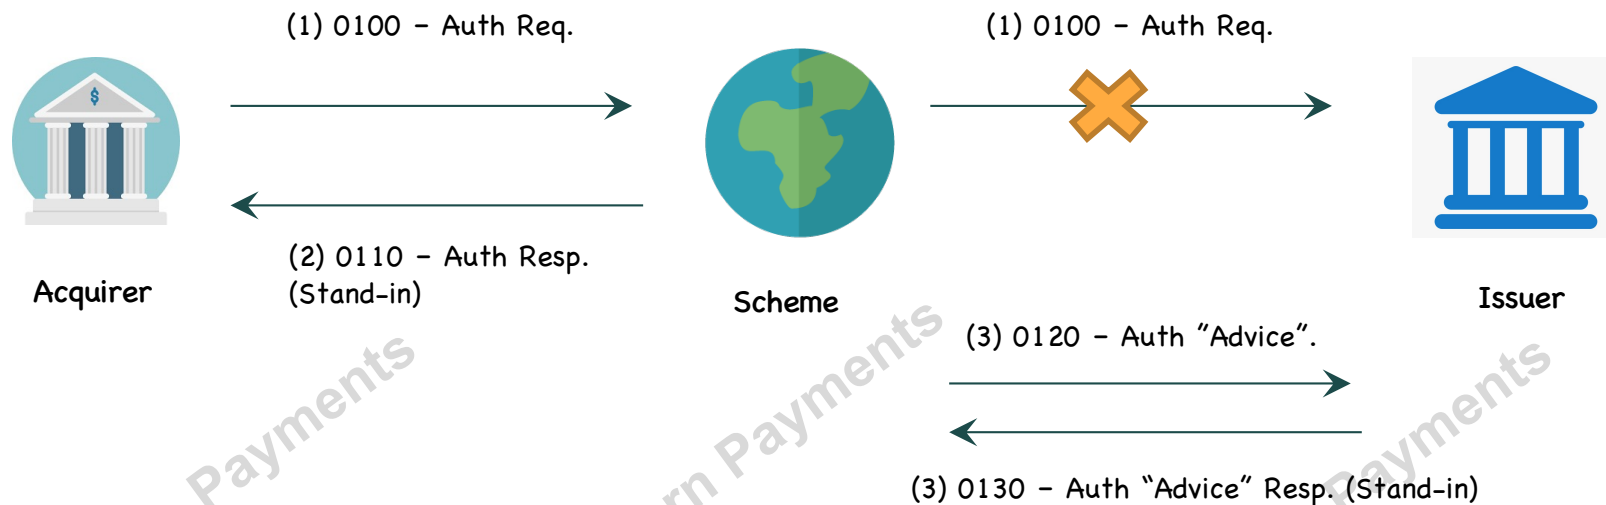 (1) 0100 - Auth Req.
(1) 0100 - Auth Req.
$
(2) 0110 - Auth Resp.
(Stand-in)
Acquirer
Scheme
Issuer
(3) 0120 - Auth "Advice".
(3) 0130 - Auth "Advice" Resp. (Stand-in)
Payments
rn Payments
Payments